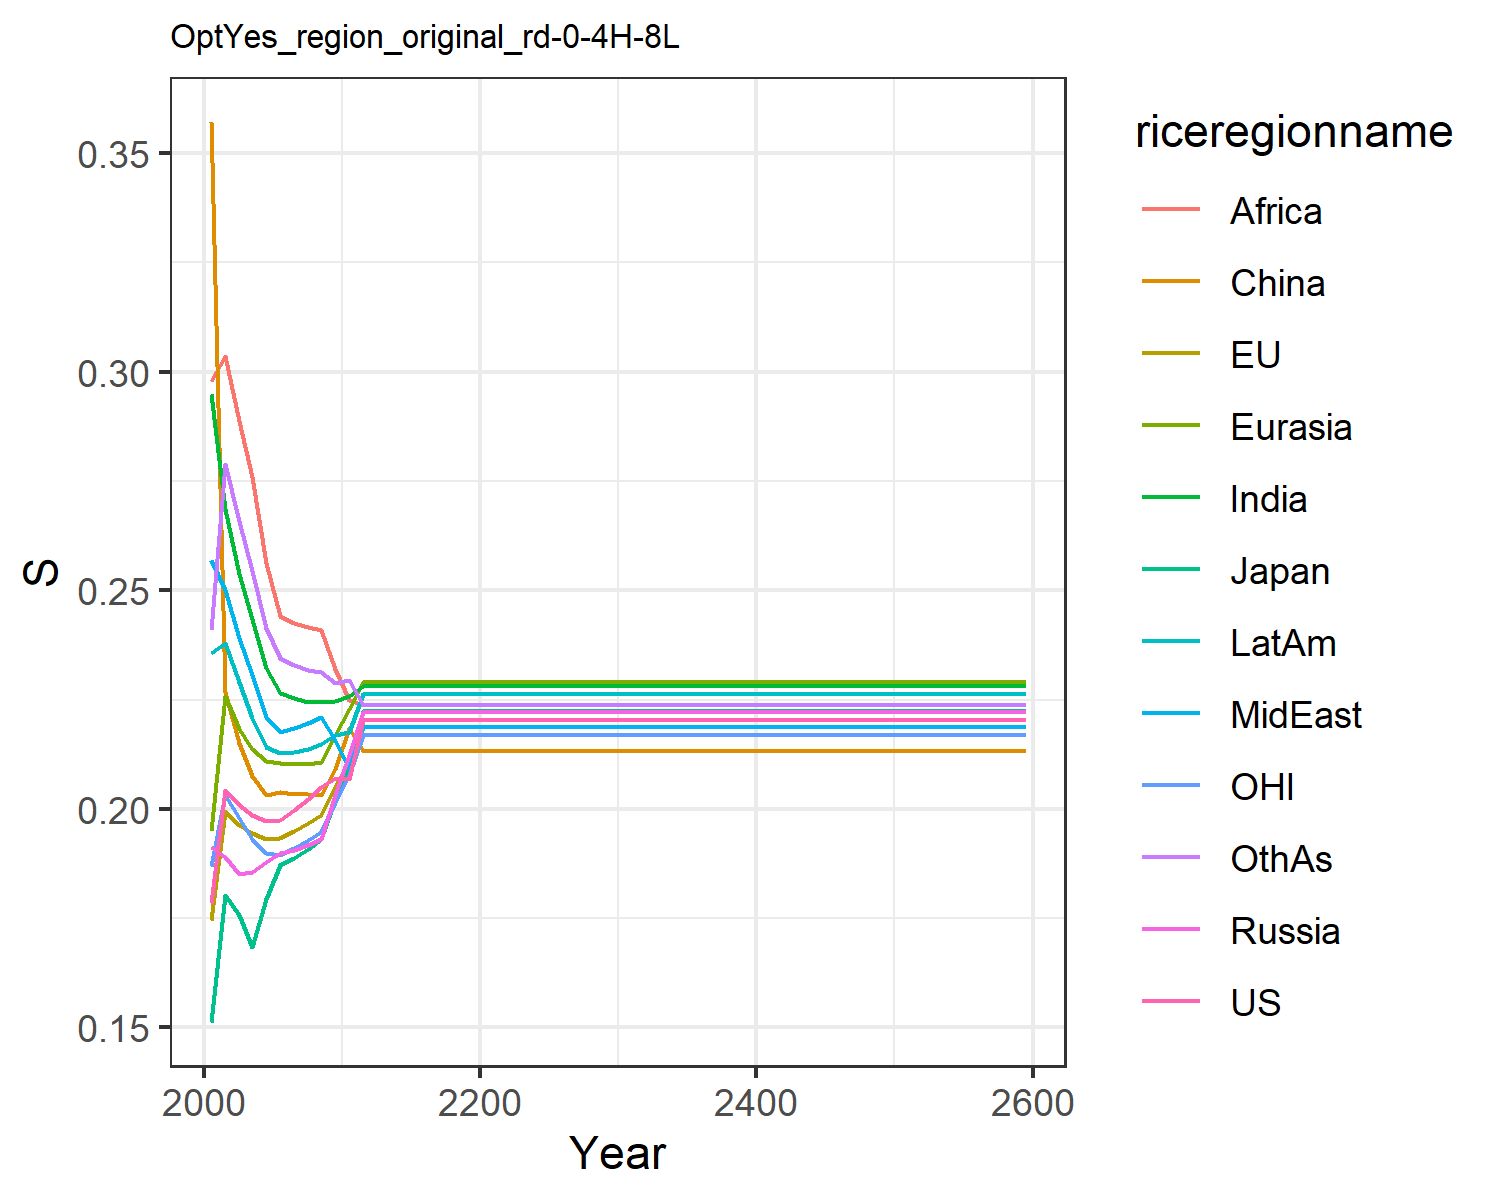 OptYes_region_original_rd-0-4H-8L
0.35
0.30
0.25
0.20
0.15
S
2000 2200 2400 2600
Year
riceregionname
Africa
China
EU
Eurasia
India
Japan
LatAm
MidEast
OHI
OthAs
Russia
US